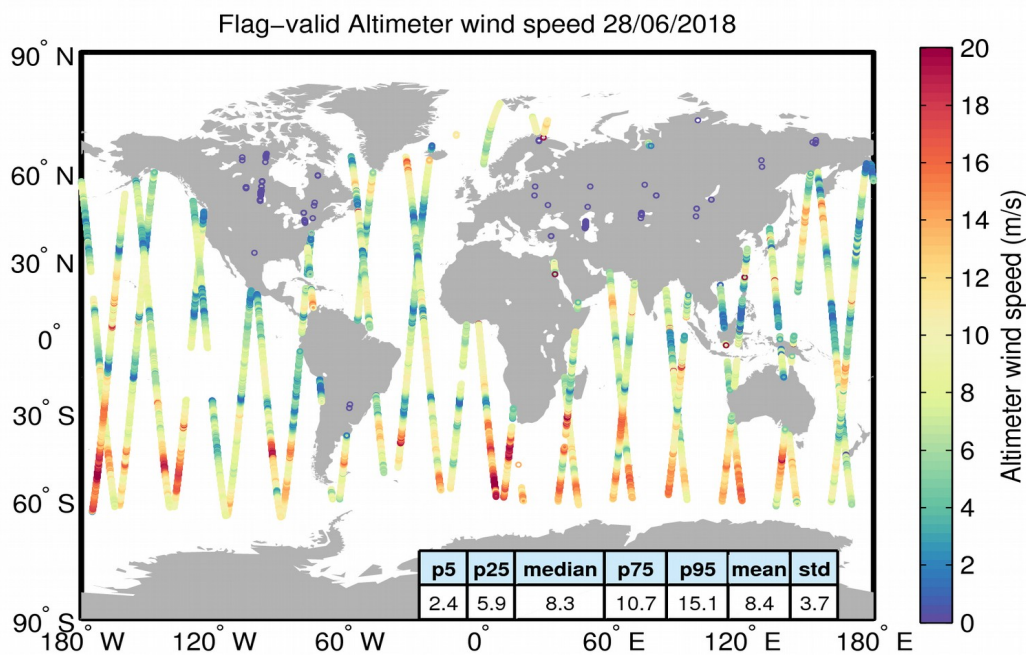 Flag−valid Altimeter wind speed 28/06/2018
90° N
60° N
30° N
0°
30° S
60° S
90° S
180° W
120° W
60° W
0°
60° E
120° E
180° E
p5 p25 median p75 p95 mean std
2.4 5.9 8.3 10.7 15.1 8.4 3.7
20
18
16
14
12
10
8
6
4
2
0
Altimeter wind speed (m/s)